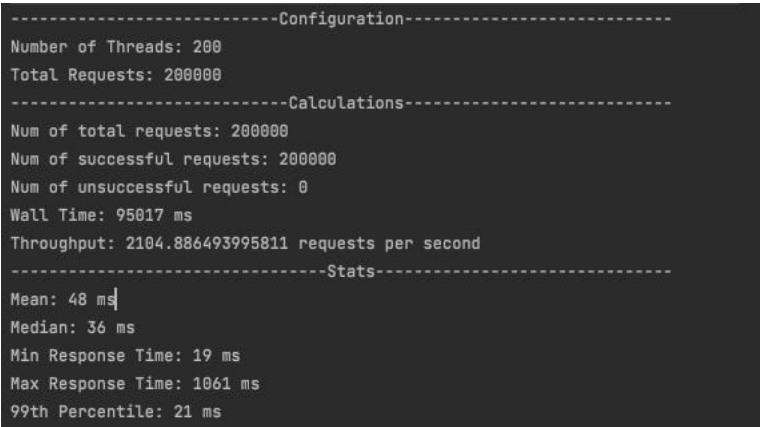 ----------------------------Configuration----------------------------
Number of Threads: 200
Total Requests: 200000
-----------------------------Calculations----------------------------
Num of total requests: 200000
Num of successful requests: 200000
Num of unsuccessful requests: 0
Wall Time: 95017 ms
Throughput: 2104.886493995811 requests per second
---------------------------------Stats-------------------------------
Mean: 48 ms
Median: 36 ms
Min Response Time: 19 ms
Max Response Time: 1061 ms
99th Percentile: 21 ms